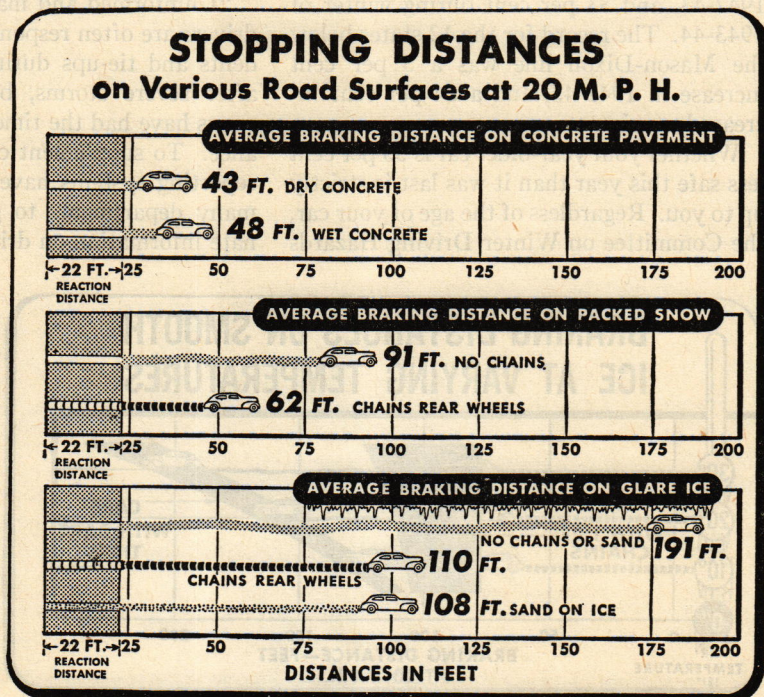 STOPPING DISTANCES
on Various Road Surfaces at 20 M. P. H.
AVERAGE BRAKING DISTANCE ON CONCRETE PAVEMENT
43 FT. DRY CONCRETE
48 FT. WET CONCRETE
22 FT. 25 50 75 100 125 150 175 200
REACTION
DISTANCE
AVERAGE BRAKING DISTANCE ON PACKED SNOW
91 FT. NO CHAINS
62 FT. CHAINS REAR WHEELS
22 FT. 25 50 75 100 125 150 175 200
REACTION
DISTANCE
AVERAGE BRAKING DISTANCE ON GLARE ICE
NO CHAINS OR SAND 191 FT.
CHAINS REAR WHEELS 110 FT.
108 FT. SAND ON ICE
22 FT. 25 50 75 100 125 150 175 200
REACTION
DISTANCE
DISTANCES IN FEET